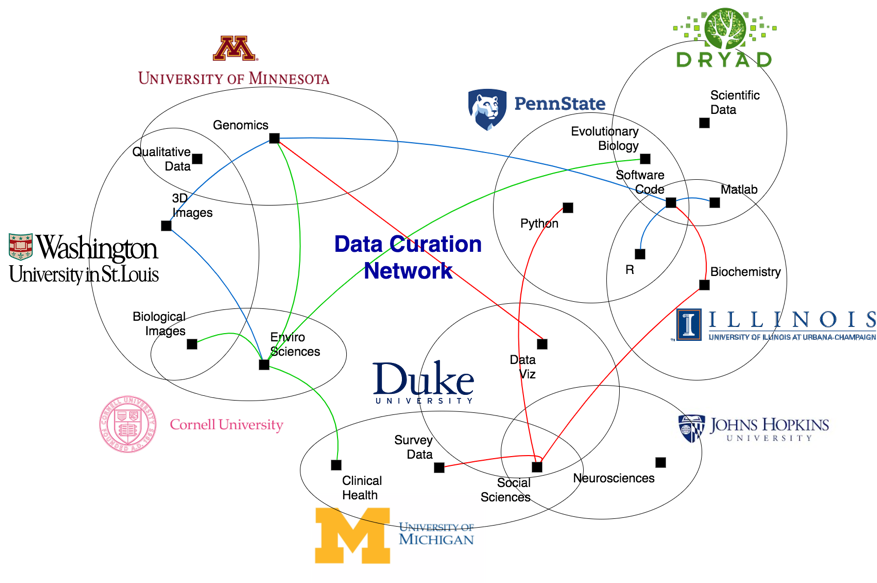 DRYAD
M
UNIVERSITY OF MINNESOTA
PennState
Scientific
Data
Genomics
Evolutionary
Biology
Qualitative
Data
Software
Code
Matlab
3D
Images
Python
Washington
University in St. Louis
Data Curation
Network
R
Biochemistry
Biological
Images
Enviro
Sciences
I ILLINOIS
UNIVERSITY OF ILLINOIS AT URBANA-CHAMPAIGN
Data
Viz
Duke
UNIVERSITY
Cornell University
JOHNS HOPKINS
UNIVERSITY
Survey
Data
Clinical
Health
Social
Sciences
Neurosciences
M
UNIVERSITY OF
MICHIGAN